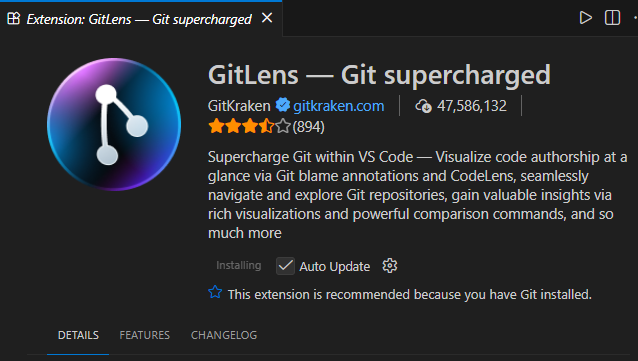 Extension: GitLens — Git supercharged
GitLens — Git supercharged
GitKraken gitkraken.com 47,586,132
(894)
Supercharge Git within VS Code — Visualize code authorship at a
glance via Git blame annotations and CodeLens, seamlessly
navigate and explore Git repositories, gain valuable insights via
rich visualizations and powerful comparison commands, and so
much more
Installing Auto Update
This extension is recommended because you have Git installed.
DETAILS FEATURES CHANGELOG